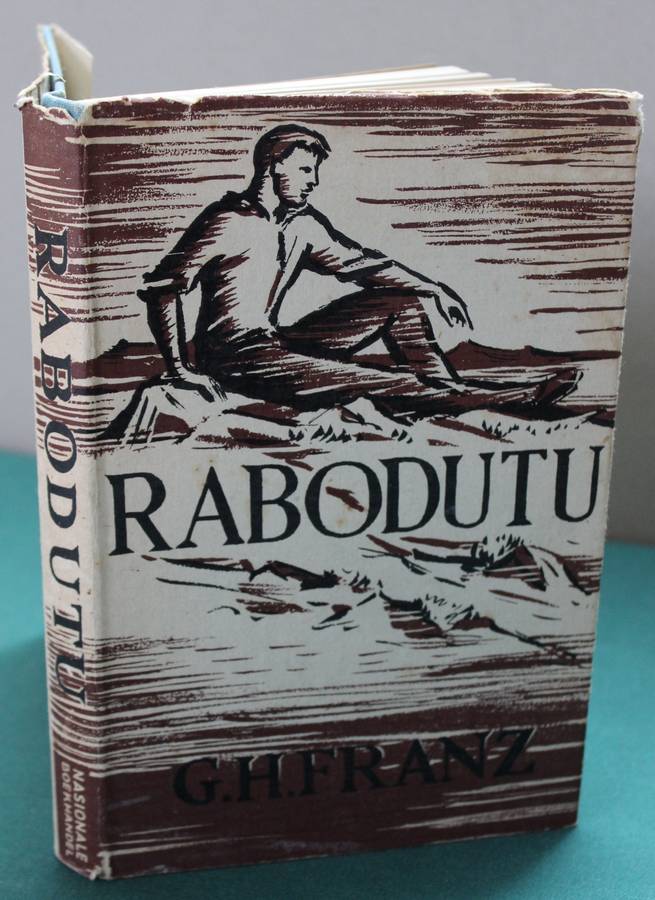 RABODUTU
NASIONALE
BOEKHANDEL
RABODUTU
G.H.FRANZ